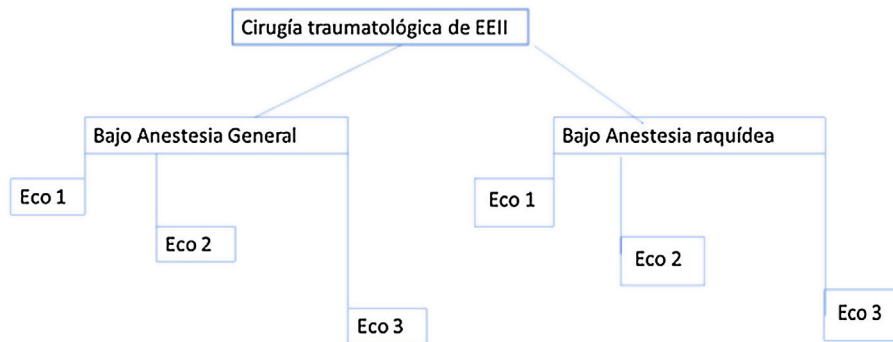 Cirugía traumatológica de EEII
Bajo Anestesia General
Eco 1
Eco 2
Eco 3
Bajo Anestesia raquídea
Eco 1
Eco 2
Eco 3